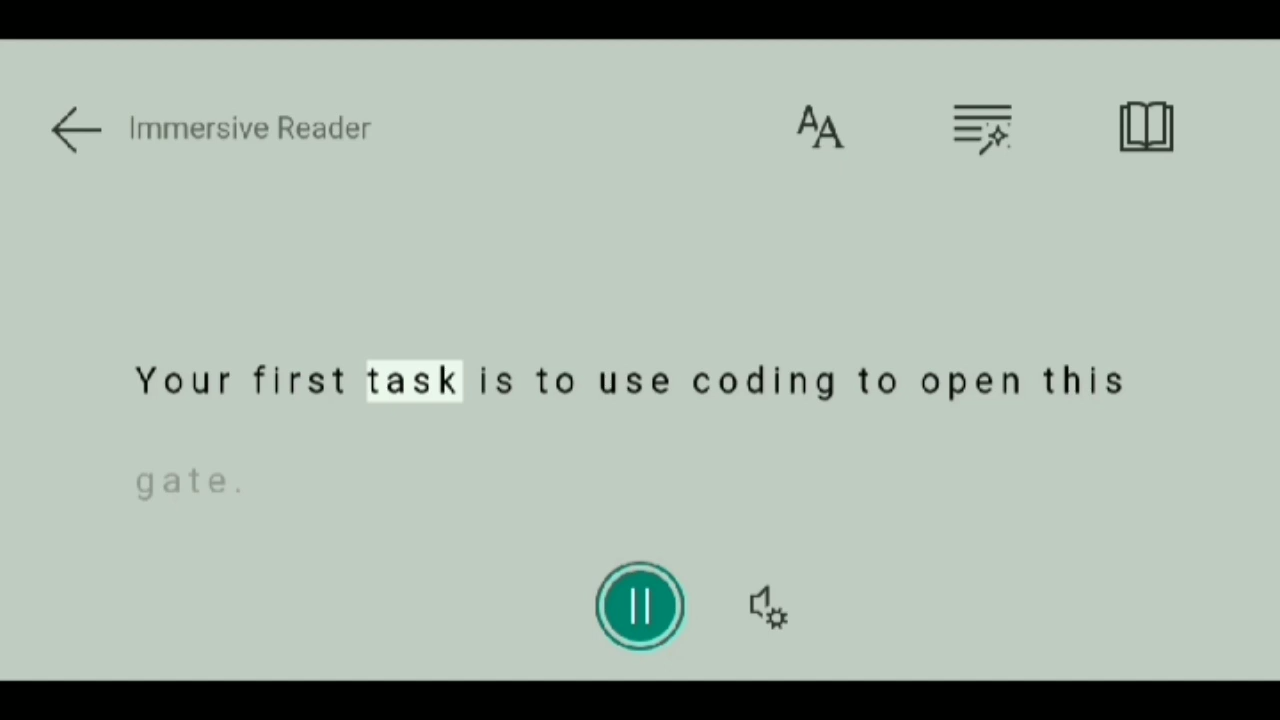 Immersive Reader
Your first task is to use coding to open this
gate.